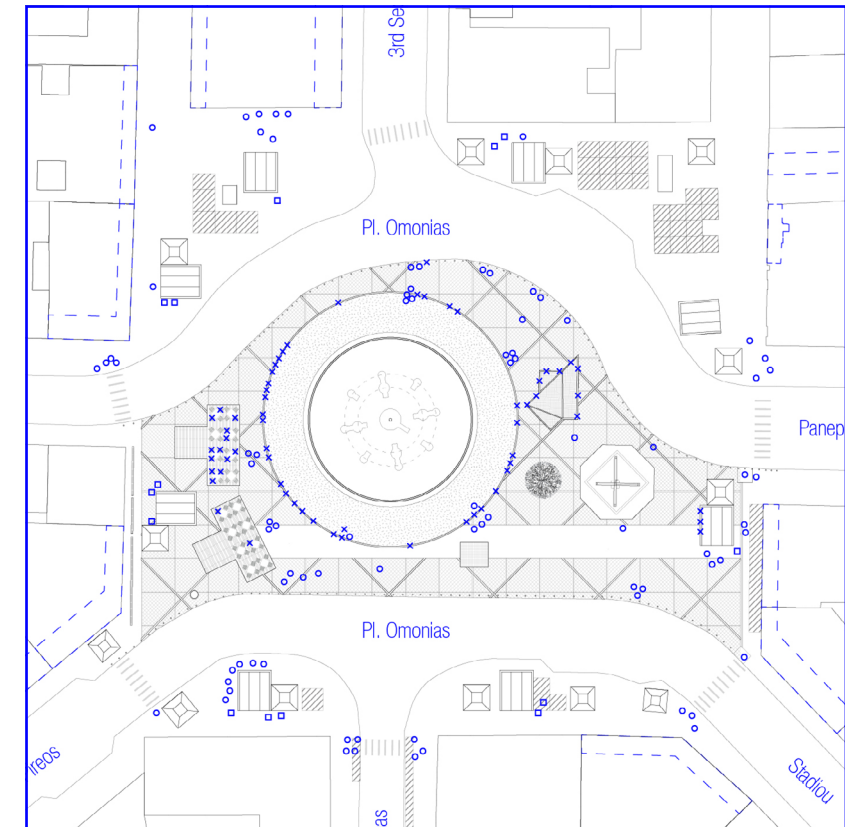 3rd Se
Pl. Omonias
Panep
Pl. Omonias
ireos
Stadiou
as